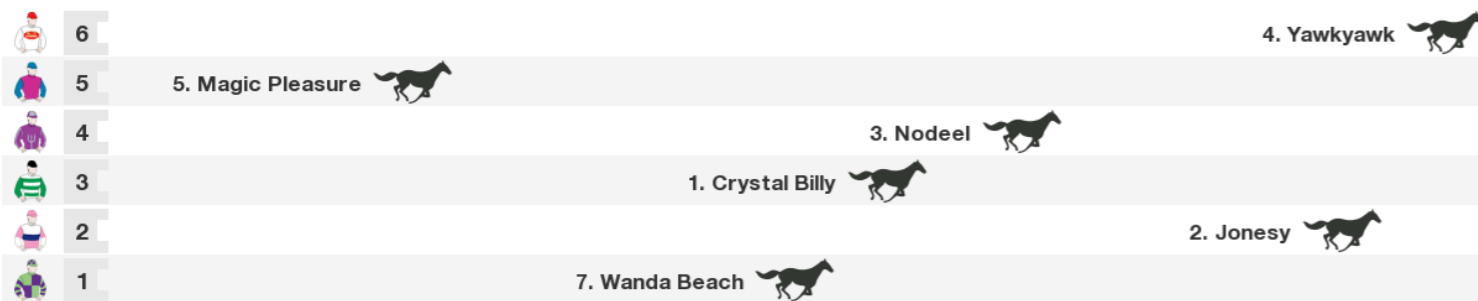 6 4. Yawkyawk
5 5. Magic Pleasure
4 3. Nodeel
3 1. Crystal Billy
2 2. Jonesy
1 7. Wanda Beach